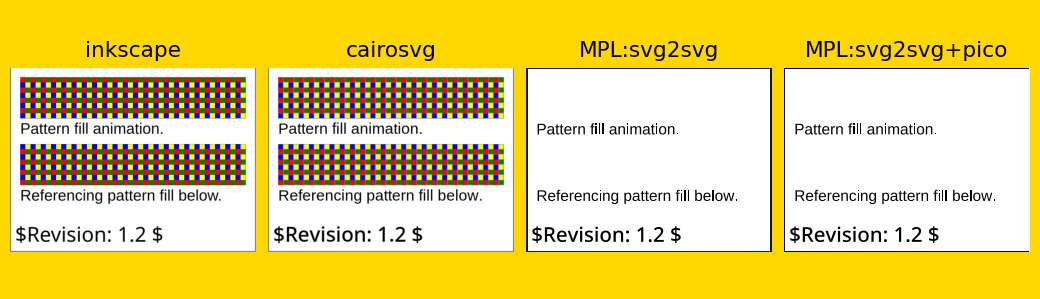 inkscape
cairosvg
MPL:svg2svg
MPL:svg2svg+pico
Pattern fill animation.
Referencing pattern fill below.
$Revision: 1.2 $
Pattern fill animation.
Referencing pattern fill below.
$Revision: 1.2 $
Pattern fill animation.
Referencing pattern fill below.
$Revision: 1.2 $
Pattern fill animation.
Referencing pattern fill below.
$Revision: 1.2 $